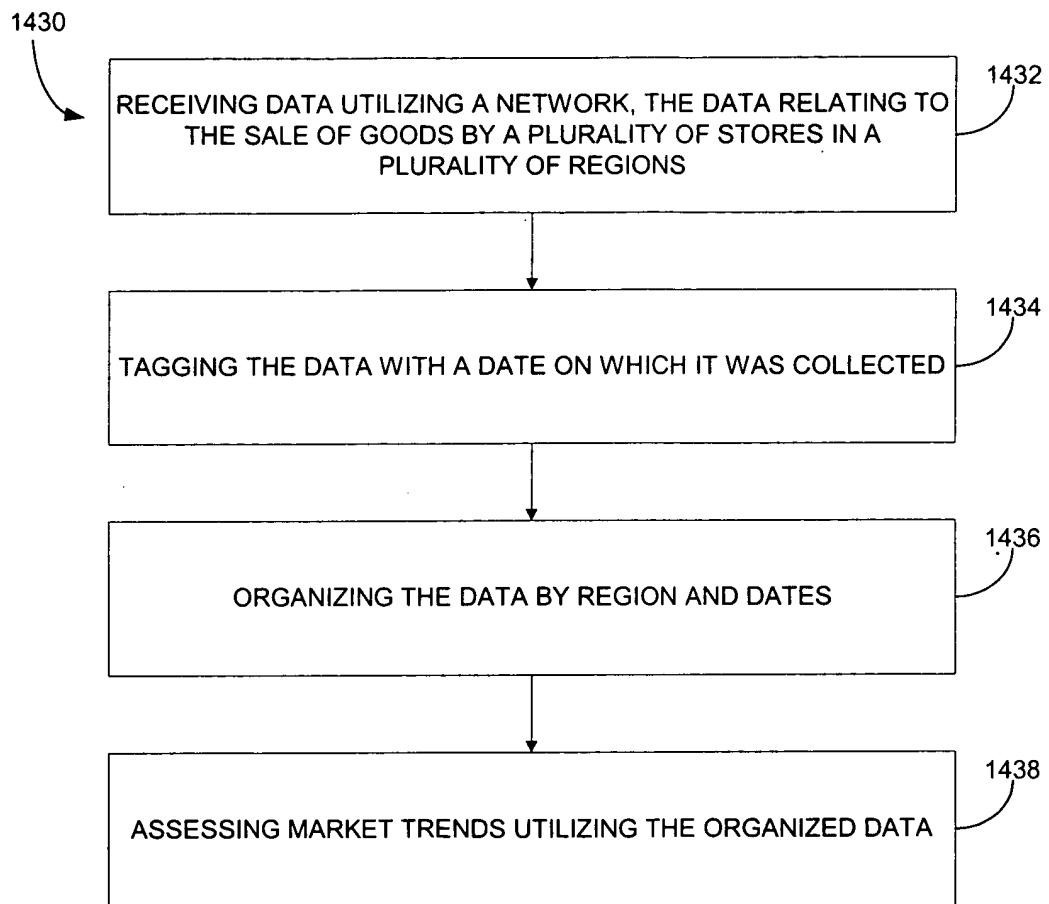 1430
1432
RECEIVING DATA UTILIZING A NETWORK, THE DATA RELATING TO
THE SALE OF GOODS BY A PLURALITY OF STORES IN A
PLURALITY OF REGIONS
1434
TAGGING THE DATA WITH A DATE ON WHICH IT WAS COLLECTED
1436
ORGANIZING THE DATA BY REGION AND DATES
1438
ASSESSING MARKET TRENDS UTILIZING THE ORGANIZED DATA